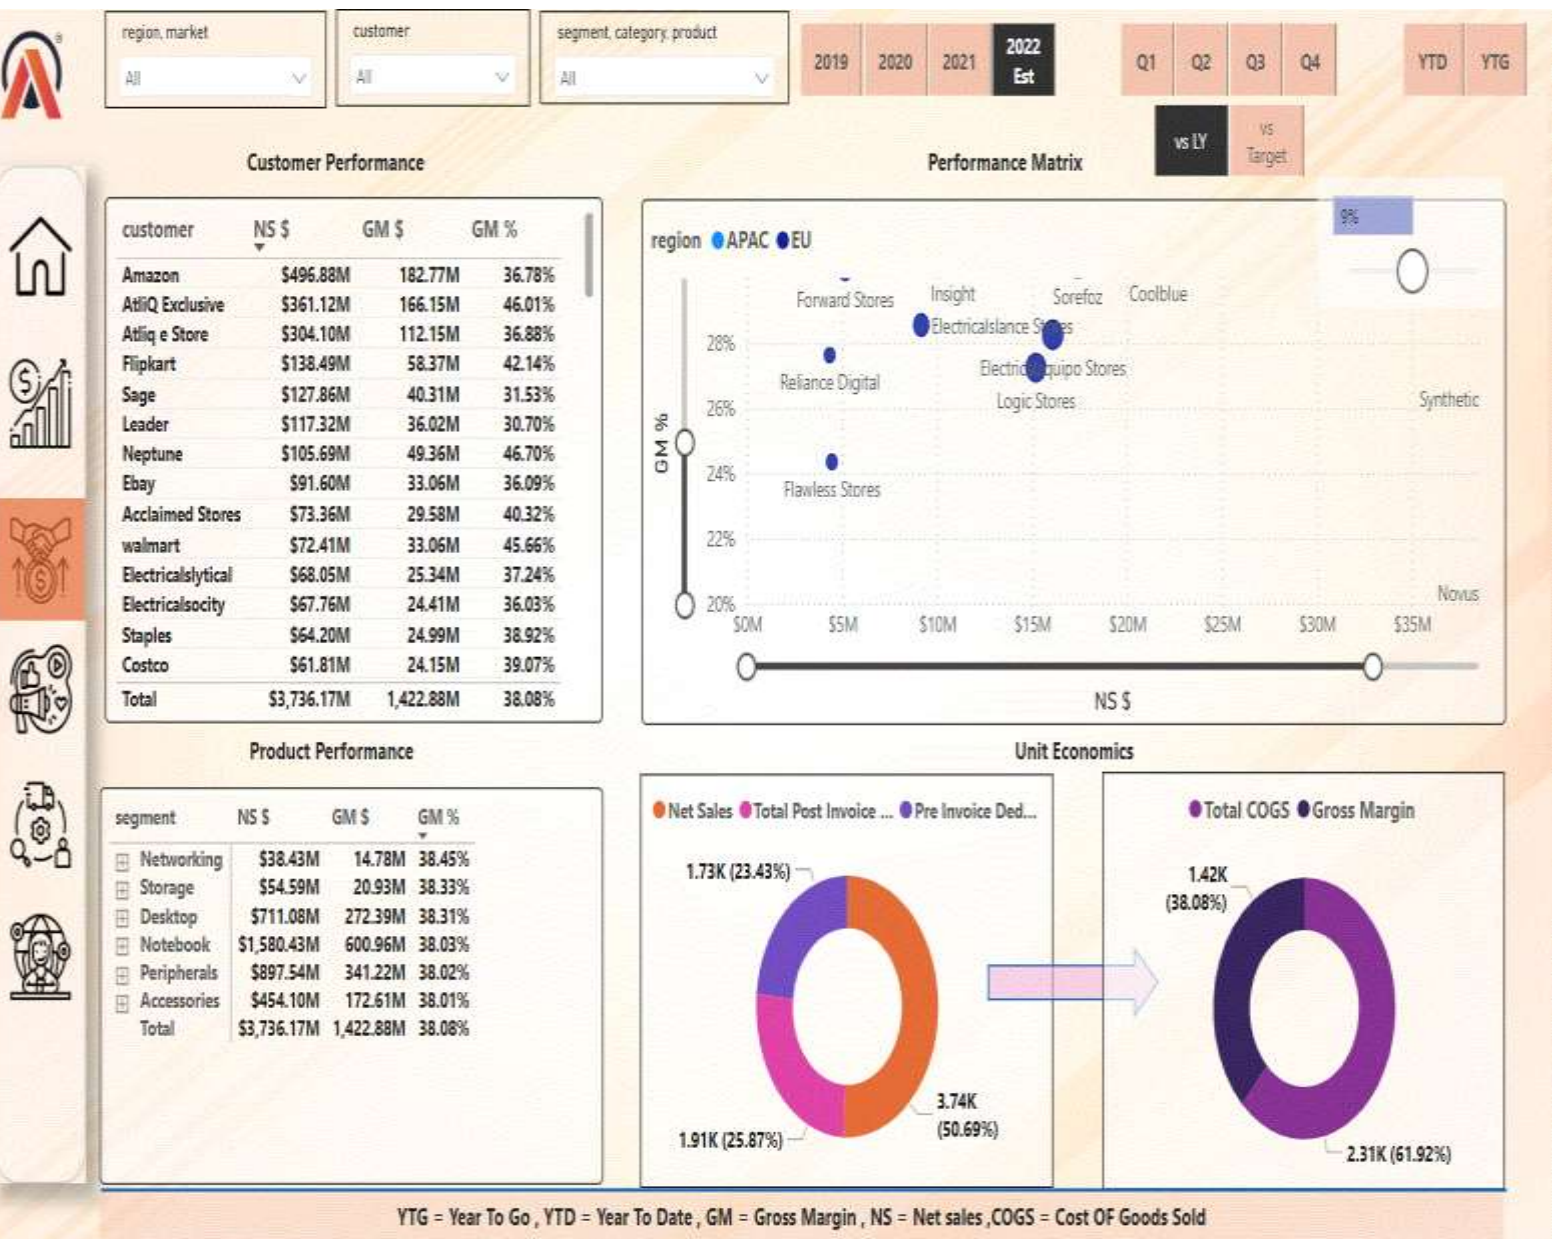 region, market
All
customer
All
segment, category, product
All
2019
2020
2021
2022
Est
Q1
Q2
Q3
Q4
YTD
YTG
vs LY
vs
Target
Customer Performance
customer NS $ GM $ GM %
Amazon $496.88M 182.77M 36.78%
AtliQ Exclusive $361.12M 166.15M 46.01%
Atliq e Store $304.10M 112.15M 36.88%
Flipkart $138.49M 58.37M 42.14%
Sage $127.86M 40.31M 31.53%
Leader $117.32M 36.02M 30.70%
Neptune $105.69M 49.36M 46.70%
Ebay $91.60M 33.06M 36.09%
Acclaimed Stores $73.36M 29.58M 40.32%
walmart $72.41M 33.06M 45.66%
Electricalslytical $68.05M 25.34M 37.24%
Electricalsocity $67.76M 24.41M 36.03%
Staples $64.20M 24.99M 38.92%
Costco $61.81M 24.15M 39.07%
Total $3,736.17M 1,422.88M 38.08%
Performance Matrix
9%
region APAC EU
Forward Stores
Insight
Sorefoz
Coolblue
Electricalslance Stores
28%
Reliance Digital
Logic Stores
26%
Synthetic
GM %
24%
Flawless Stores
22%
Novus
20%
$0M $5M $10M $15M $20M $25M $30M $35M
NS $
Product Performance
segment NS $ GM $ GM %
Networking $38.43M 14.78M 38.45%
Storage $54.59M 20.93M 38.33%
Desktop $711.08M 272.39M 38.31%
Notebook $1,580.43M 600.96M 38.03%
Peripherals $897.54M 341.22M 38.02%
Accessories $454.10M 172.61M 38.01%
Total $3,736.17M 1,422.88M 38.08%
Unit Economics
Net Sales Total Post Invoice ... Pre Invoice Ded...
1.73K (23.43%)
3.74K
(50.69%)
1.91K (25.87%)
Total COGS Gross Margin
1.42K
(38.08%)
2.31K (61.92%)
YTG = Year To Go , YTD = Year To Date , GM = Gross Margin , NS = Net sales ,COGS = Cost OF Goods Sold